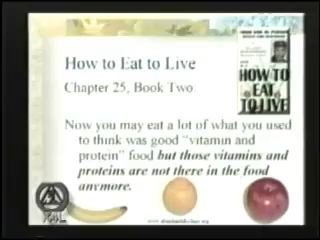 HOW TO
EAT
TO LIVE
How to Eat to Live
Chapter 25, Book Two
Now you may eat a lot of what you used
to think was good "vitamin and
protein" food but those vitamins and
proteins are not there in the food
anymore.